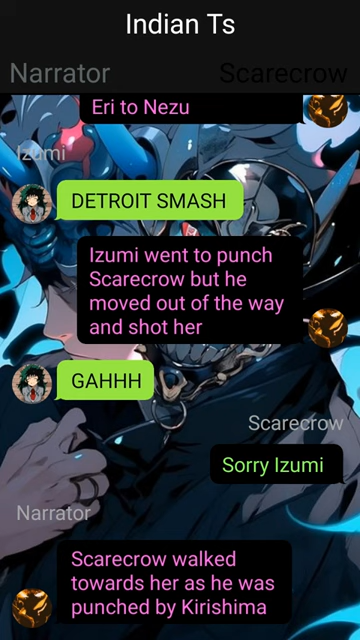 Indian Ts
Narrator
Scarecrow
Eri to Nezu
Izumi
DETROIT SMASH
Izumi went to punch
Scarecrow but he
moved out of the way
and shot her
GAHHH
Scarecrow
Sorry Izumi
Narrator
Scarecrow walked
towards her as he was
punched by Kirishima